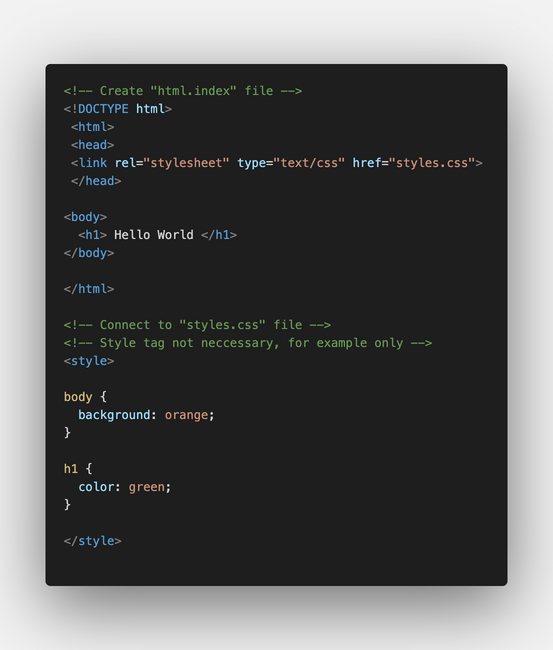 <!-- Create "html.index" file -->
<!DOCTYPE html>
<html>
<head>
<link rel="stylesheet" type="text/css" href="styles.css">
</head>
<body>
<h1> Hello World </h1>
</body>
</html>
<!-- Connect to "styles.css" file -->
<!-- Style tag not neccessary, for example only -->
<style>
body {
background: orange;
}
h1 {
color: green;
}
</style>